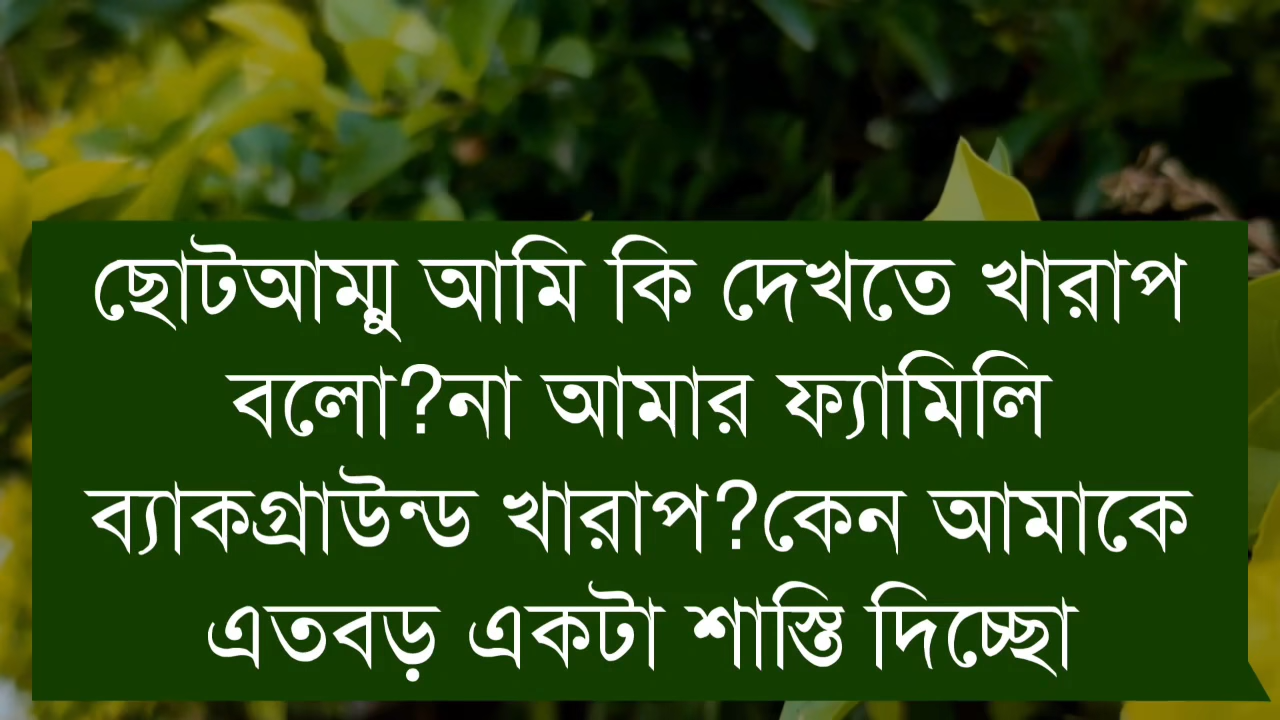 ছোটআম্মু আমি কি দেখতে খারাপ
বলো?না আমার ফ্যামিলি
ব্যাকগ্রাউন্ড খারাপ?কেন আমাকে
এতবড় একটা শাস্তি দিচ্ছো